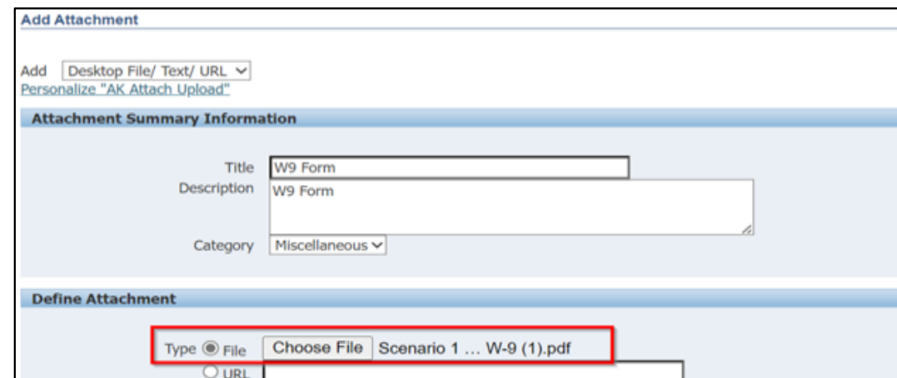 Add Attachment
Add Desktop File/ Text/ URL
Personalize "AK Attach Upload"
Attachment Summary Information
Title W9 Form
Description W9 Form
Category Miscellaneous
Define Attachment
Type File Choose File Scenario 1 ... W-9 (1).pdf
URL